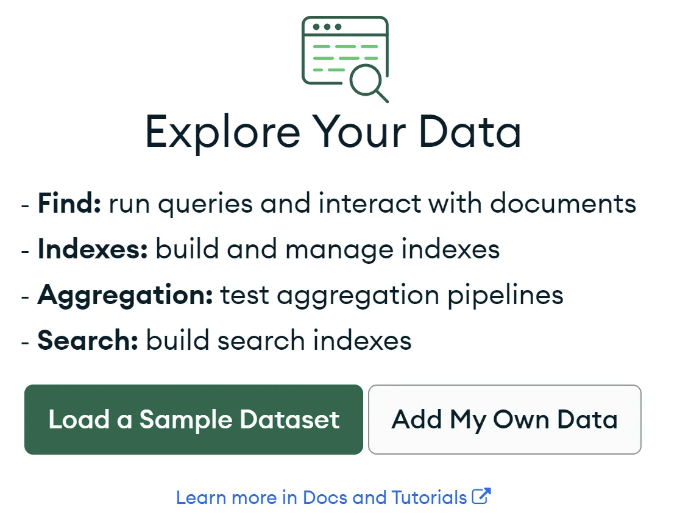 Explore Your Data
- Find: run queries and interact with documents
- Indexes: build and manage indexes
- Aggregation: test aggregation pipelines
- Search: build search indexes
Load a Sample Dataset Add My Own Data
Learn more in Docs and Tutorials